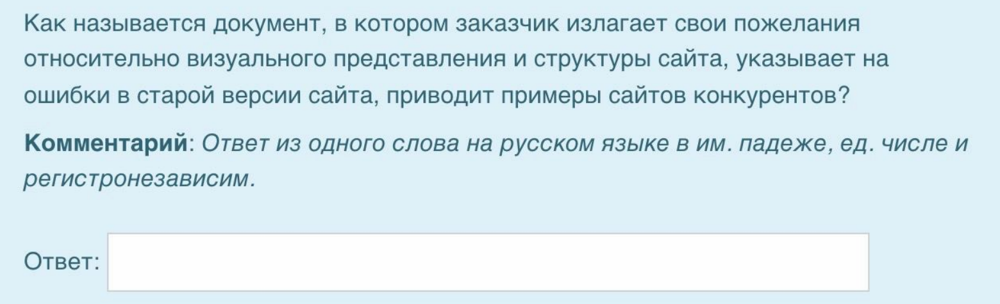 Как называется документ, в котором заказчик излагает свои пожелания
относительно визуального представления и структуры сайта, указывает на
ошибки в старой версии сайта, приводит примеры сайтов конкурентов?
Комментарий: Ответ из одного слова на русском языке в им. падеже, ед. числе и
регистронезависим.
Ответ: